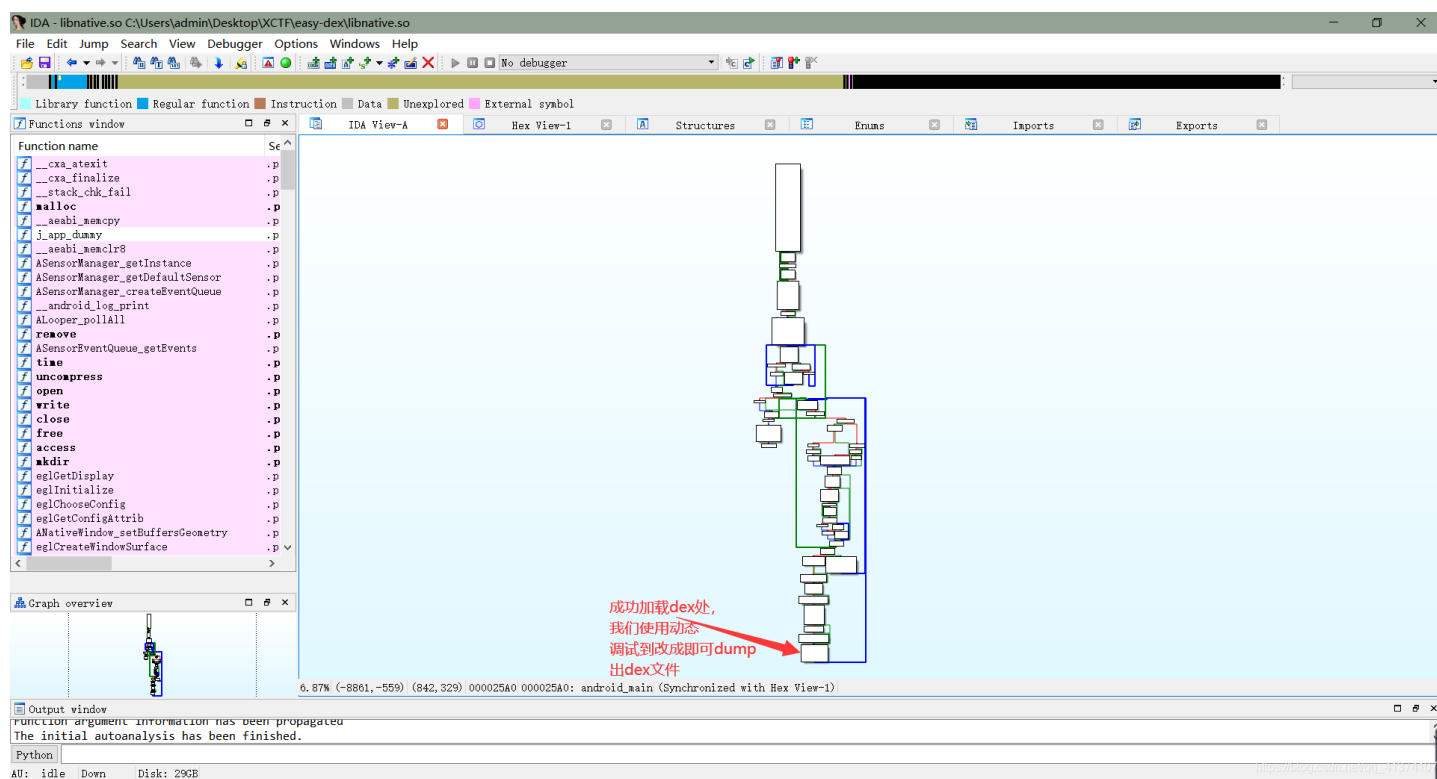 IDA - libnative.so C:\Users\admin\Desktop\XCTF\easy-dex\libnative.so
File Edit Jump Search View Debugger Options Windows Help
No debugger
Library function Regular function Instruction Data Unexplored External symbol
Functions window
IDA View-A Hex View-1 Structures Enums Imports Exports
Function name Se
__cxa_atexit .p
__cxa_finalize .p
__stack_chk_fail .p
malloc .p
__aeabi_memcpy .p
j_app_dummy .p
__aeabi_memclr8 .p
ASensorManager_getInstance .p
ASensorManager_getDefaultSensor .p
ASensorManager_createEventQueue .p
__android_log_print .p
ALooper_pollAll .p
remove .p
ASensorEventQueue_getEvents .p
time .p
uncompress .p
open .p
write .p
close .p
free .p
access .p
mkdir .p
eglGetDisplay .p
eglInitialize .p
eglChooseConfig .p
eglGetConfigAttrib .p
ANativeWindow_setBuffersGeometry .p
eglCreateWindowSurface .p
Graph overview
成功加载dex处，
我们使用动态
调试到改成即可dump
出dex文件
6.87% (-8861,-559) (842,329) 000025A0 000025A0: android_main (Synchronized with Hex View-1)
Output window
Function argument information has been propagated
The initial autoanalysis has been finished.
Python
AU: idle Down Disk: 29GB